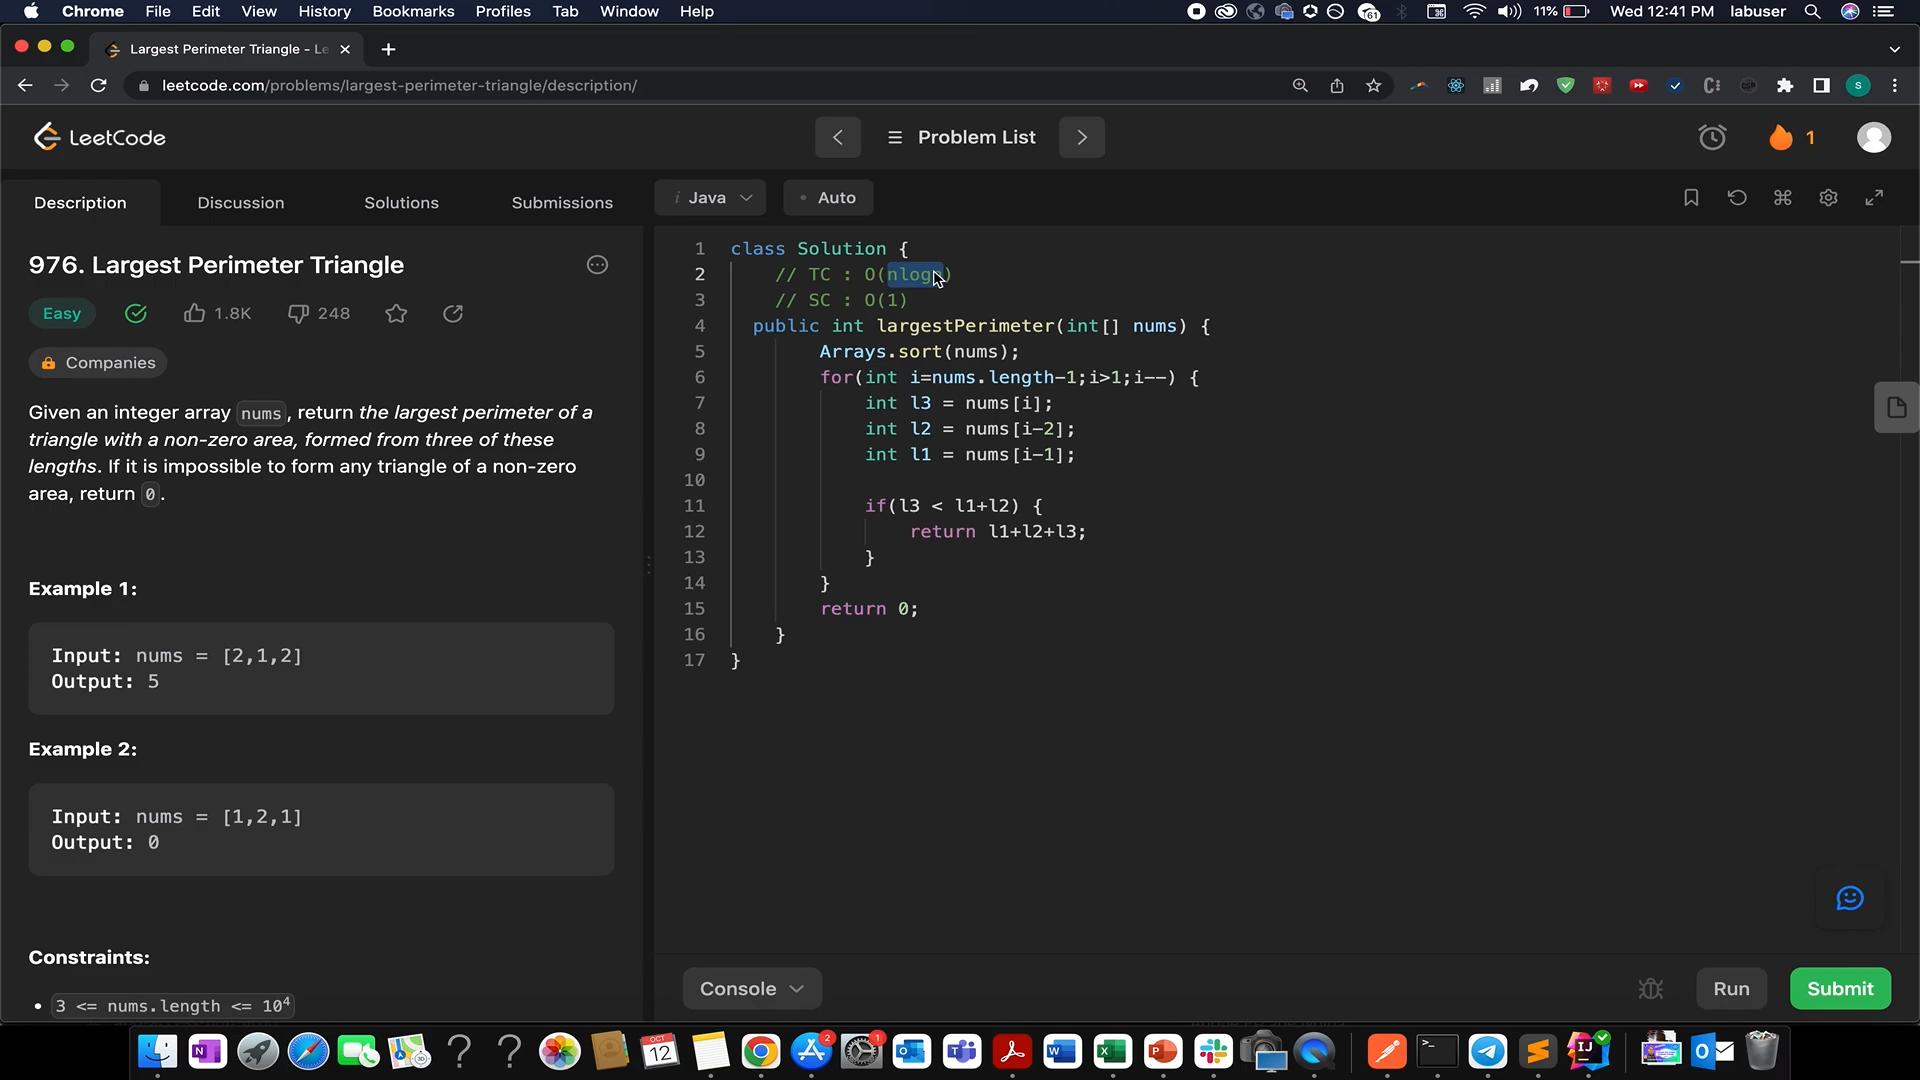 Chrome File Edit View History Bookmarks Profiles Tab Window Help 61 11% Wed 12:41 PM labuser
Largest Perimeter Triangle - Le
leetcode.com/problems/largest-perimeter-triangle/description/
LeetCode
Problem List
1
Description Discussion Solutions Submissions
i Java
Auto
976. Largest Perimeter Triangle
Easy 1.8K 248
Companies
Given an integer array nums, return the largest perimeter of a
triangle with a non-zero area, formed from three of these
lengths. If it is impossible to form any triangle of a non-zero
area, return 0.
Example 1:
Input: nums = [2,1,2]
Output: 5
Example 2:
Input: nums = [1,2,1]
Output: 0
Constraints:
• 3 <= nums.length <= 10⁴
1 class Solution {
2 // TC : O(nlogn)
3 // SC : O(1)
4 public int largestPerimeter(int[] nums) {
5 Arrays.sort(nums);
6 for(int i=nums.length-1;i>1;i--) {
7 int l3 = nums[i];
8 int l2 = nums[i-2];
9 int l1 = nums[i-1];
10
11 if(l3 < l1+l2) {
12 return l1+l2+l3;
13 }
14 }
15 return 0;
16 }
17 }
Console
Run
Submit
OCT
12
2
1